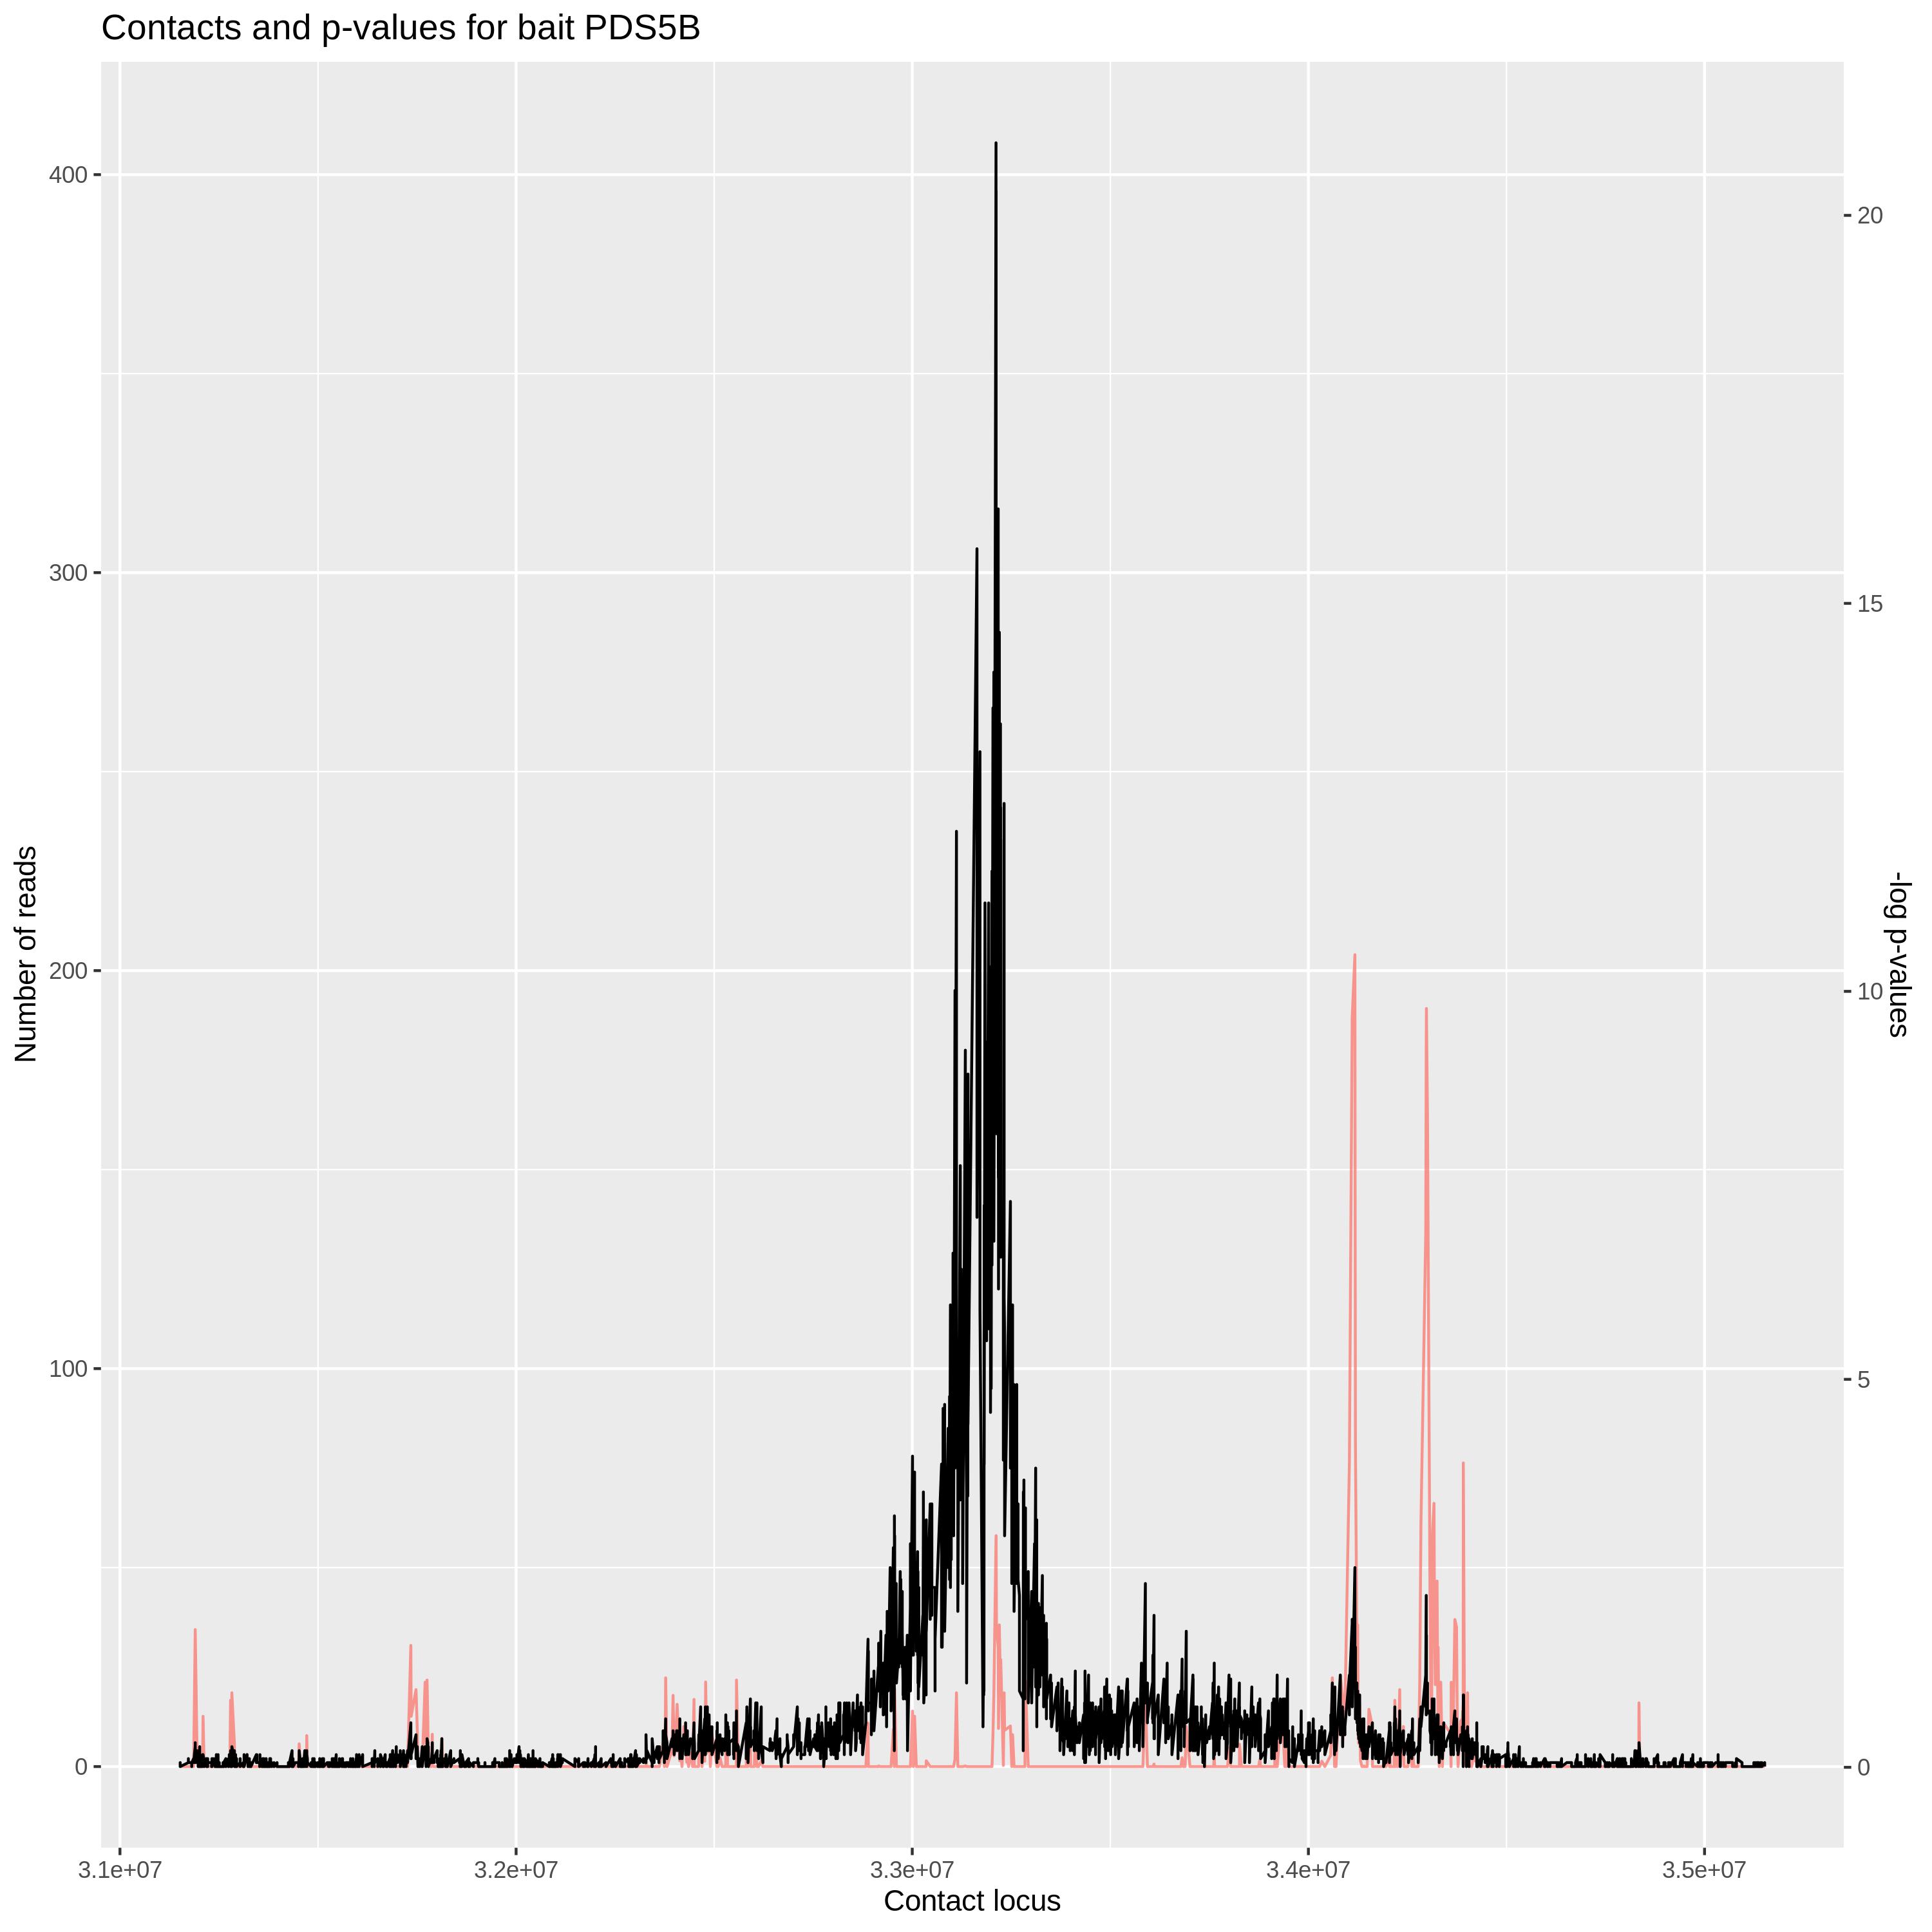 Contacts and p-values for bait PDS5B
400
300
200
100
0
Number of reads
20
15
10
5
0
-log p-values
3.1e+07
3.2e+07
3.3e+07
3.4e+07
3.5e+07
Contact locus